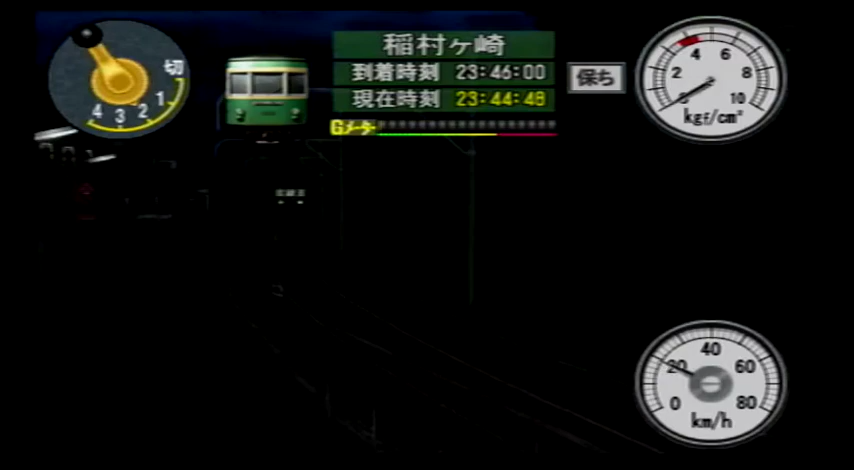 稲村ヶ崎
到着時刻 23:46:00
現在時刻 23:44:48
Gメーター
保ち
切
1
2
3
4
0 2 4 6 8 10
kgf/cm²
0 20 40 60 80
km/h